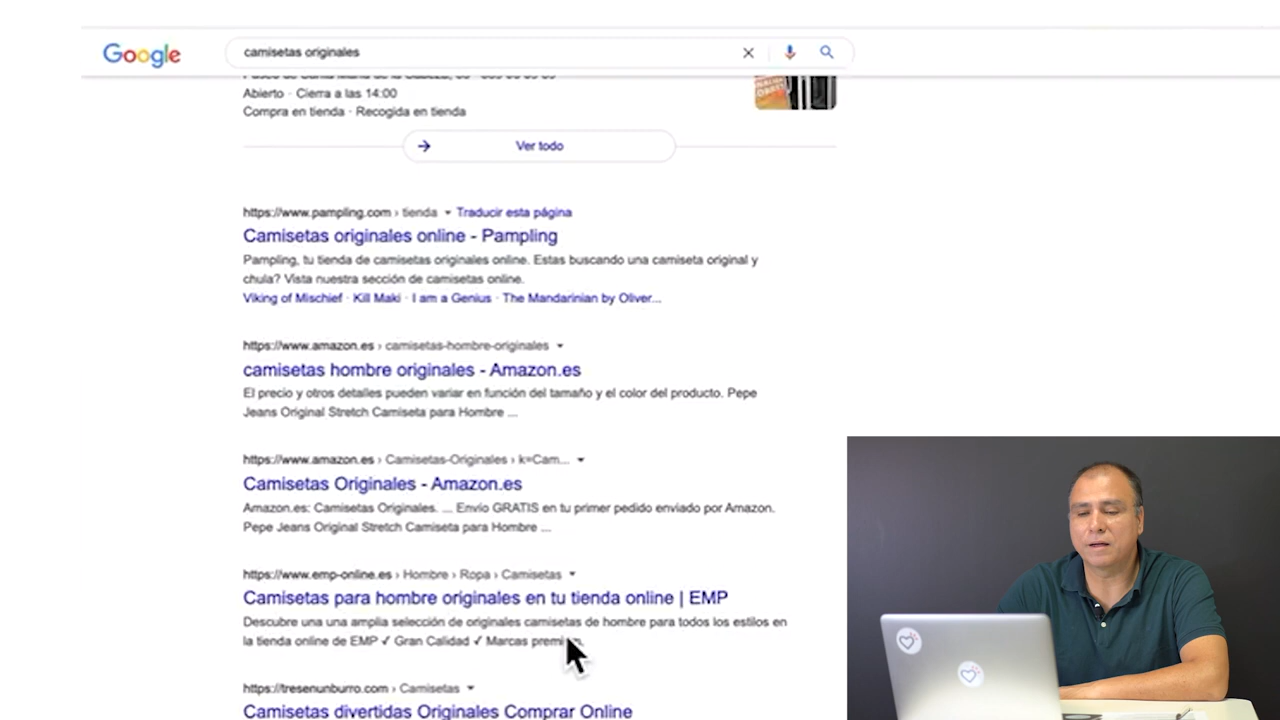 Google
camisetas originales
Abierto · Cierra a las 14:00
Compra en tienda · Recogida en tienda
Ver todo
https://www.pampling.com › tienda Traducir esta página
Camisetas originales online - Pampling
Pampling, tu tienda de camisetas originales online. Estas buscando una camiseta original y
chula? Vista nuestra sección de camisetas online.
Viking of Mischief · Kill Maki · I am a Genius · The Mandarinian by Oliver...
https://www.amazon.es › camisetas-hombre-originales
camisetas hombre originales - Amazon.es
El precio y otros detalles pueden variar en función del tamaño y el color del producto. Pepe
Jeans Original Stretch Camiseta para Hombre ...
https://www.amazon.es › Camisetas-Originales › k=Cam...
Camisetas Originales - Amazon.es
Amazon.es: Camisetas Originales. ... Envío GRATIS en tu primer pedido enviado por Amazon.
Pepe Jeans Original Stretch Camiseta para Hombre ...
https://www.emp-online.es › Hombre › Ropa › Camisetas
Camisetas para hombre originales en tu tienda online | EMP
Descubre una una amplia selección de originales camisetas de hombre para todos los estilos en
la tienda online de EMP ✓ Gran Calidad ✓ Marcas
https://tresenunburro.com › Camisetas
Camisetas divertidas Originales Comprar Online